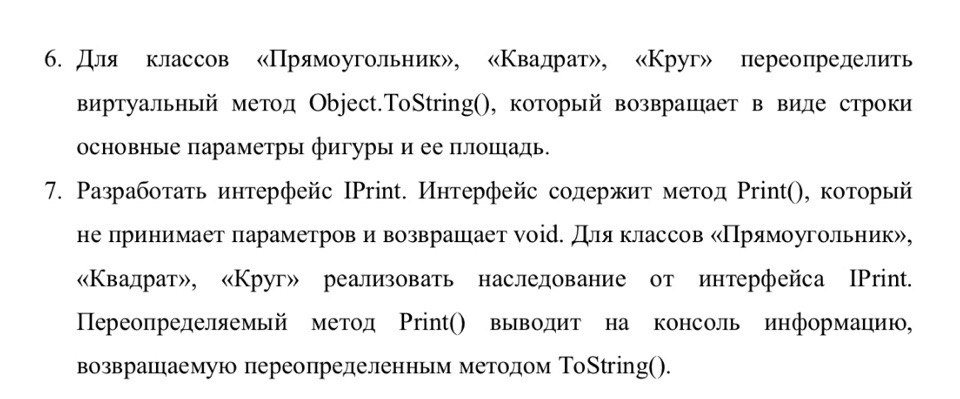 6. Для классов «Прямоугольник», «Квадрат», «Круг» переопределить
виртуальный метод Object.ToString(), который возвращает в виде строки
основные параметры фигуры и ее площадь.
7. Разработать интерфейс IPrint. Интерфейс содержит метод Print(), который
не принимает параметров и возвращает void. Для классов «Прямоугольник»,
«Квадрат», «Круг» реализовать наследование от интерфейса IPrint.
Переопределяемый метод Print() выводит на консоль информацию,
возвращаемую переопределенным методом ToString().